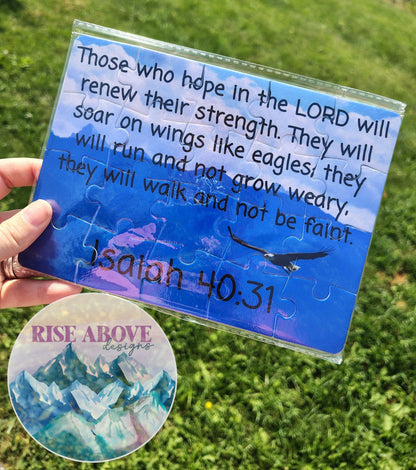 Those who hope in the LORD will
renew their strength. They will
soar on wings like eagles; they
will run and not grow weary,
they will walk and not be faint.
Isaiah 40:31
RISE ABOVE
designs